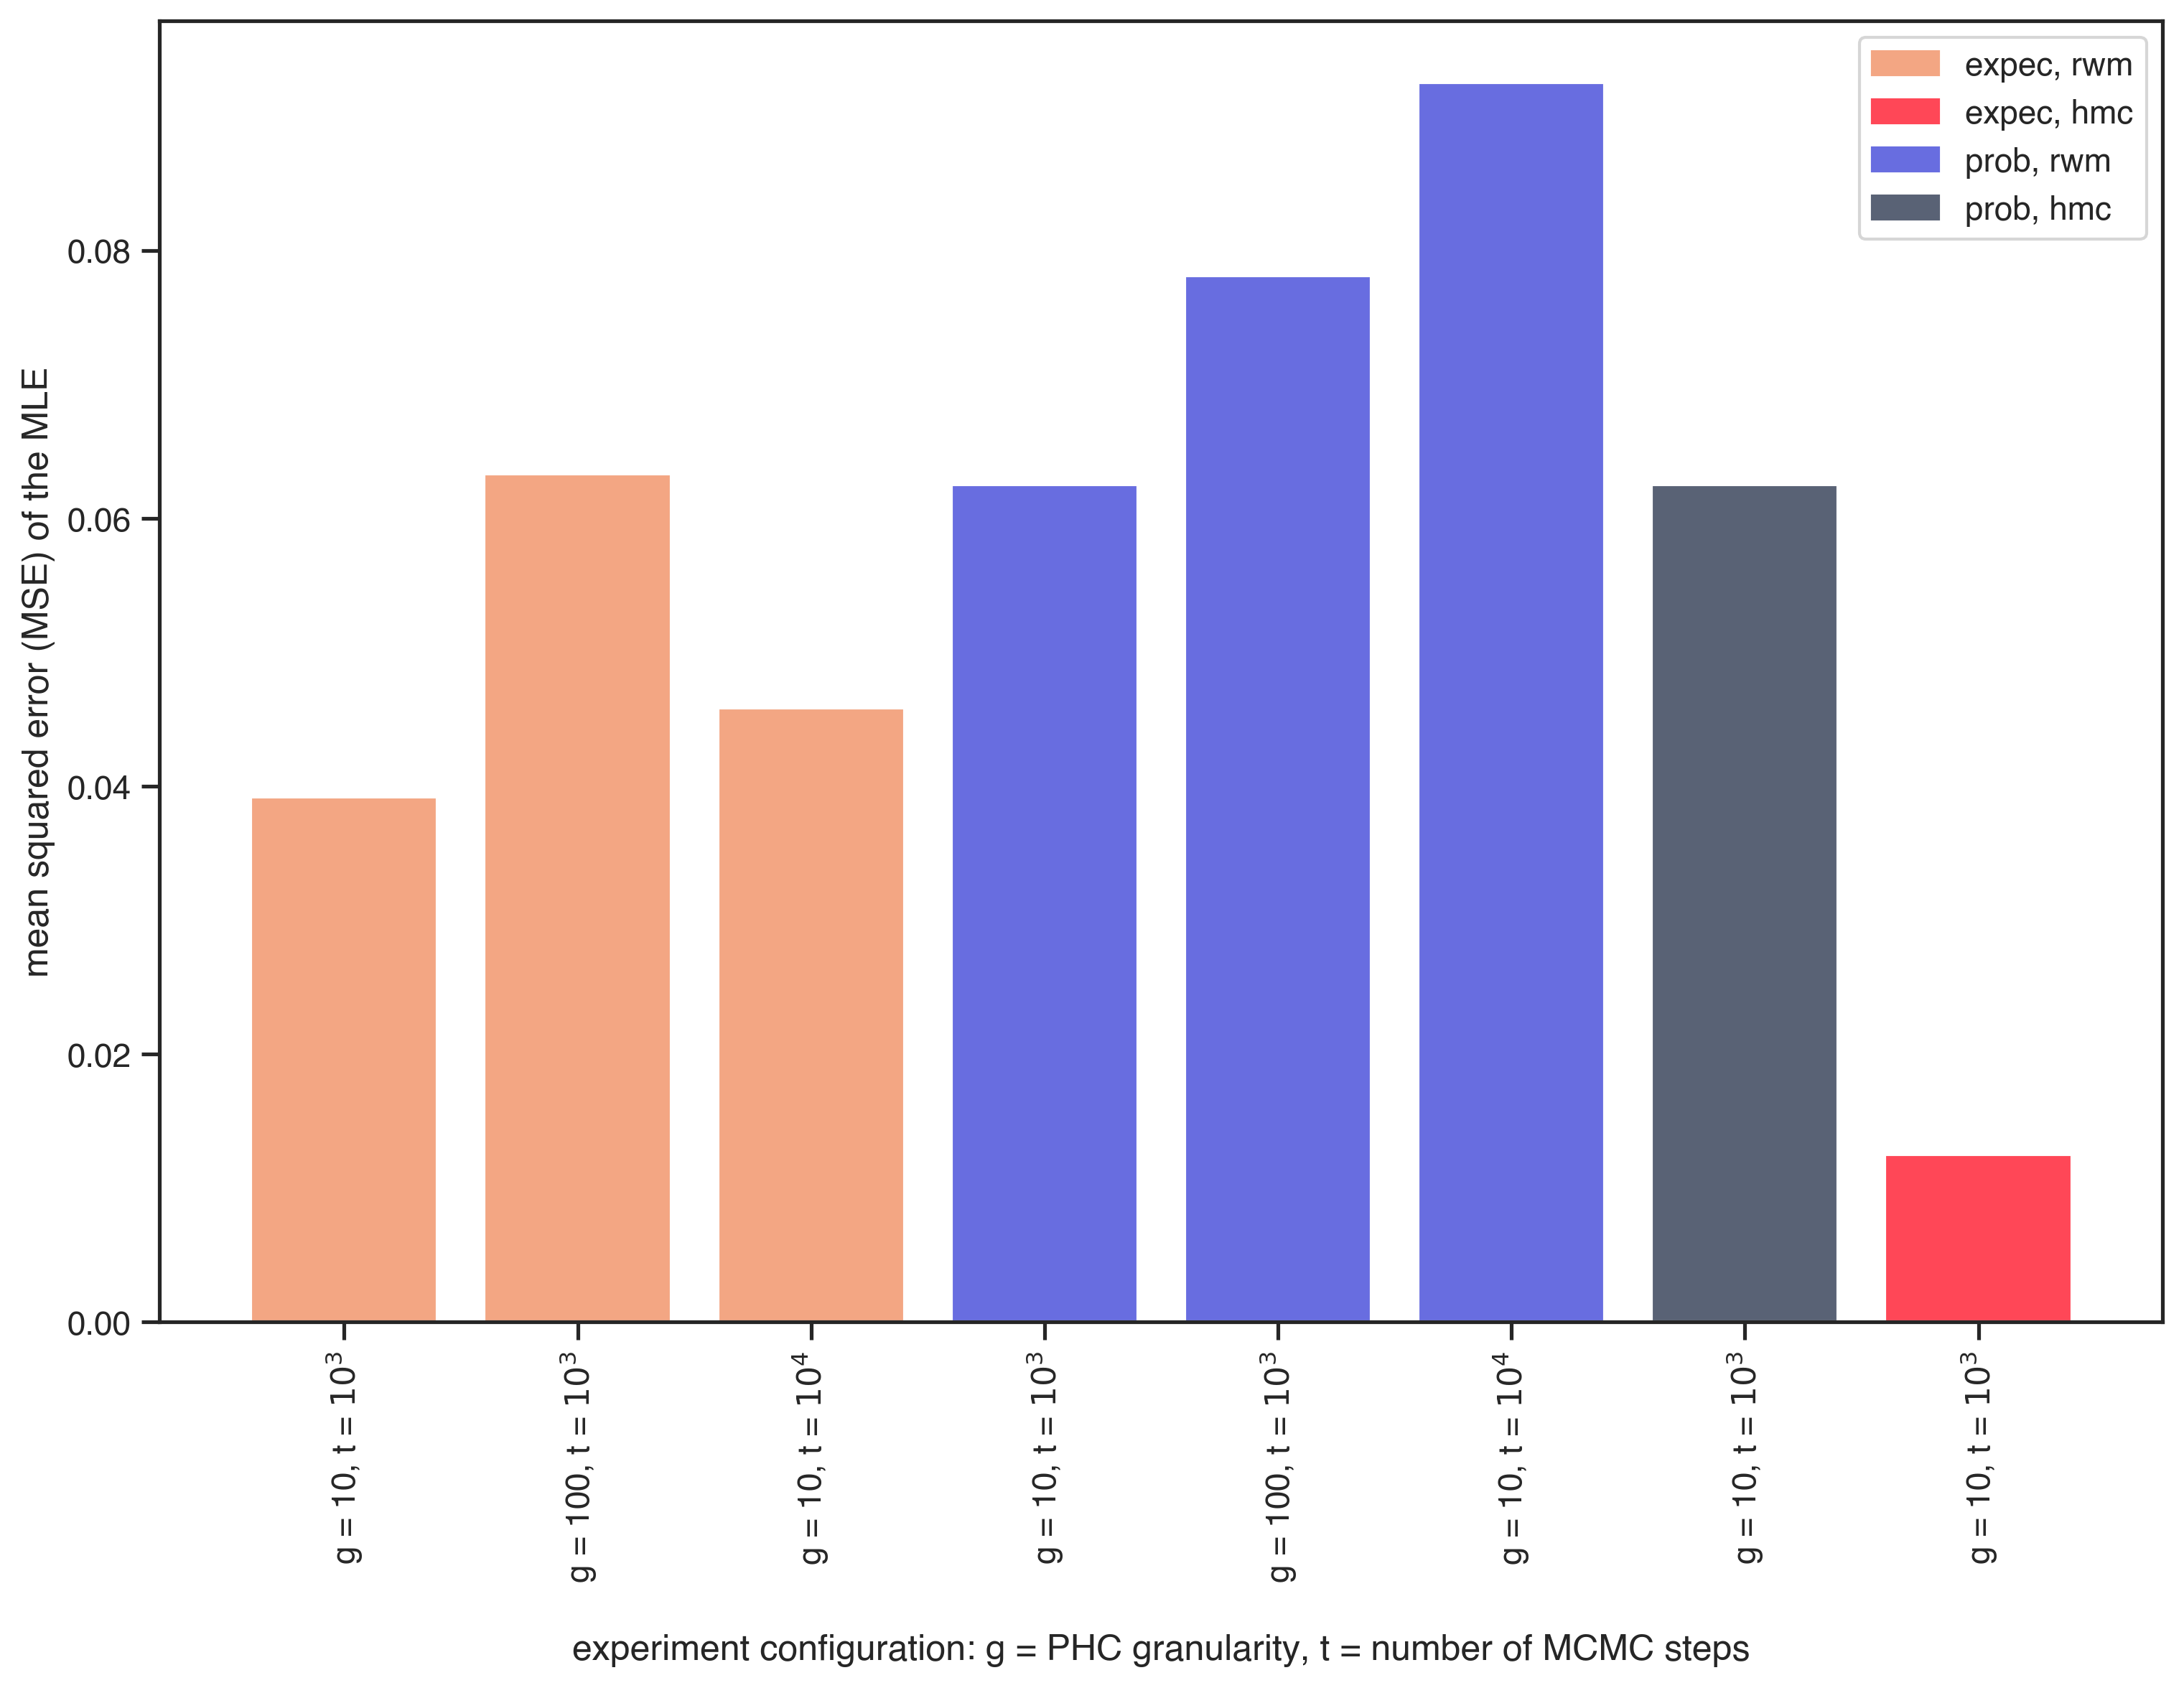 expec, rwm
expec, hmc
prob, rwm
prob, hmc
mean squared error (MSE) of the MLE
0.08
0.06
0.04
0.02
0.00
g = 10, t = 10³
g = 100, t = 10³
g = 10, t = 10⁴
g = 10, t = 10³
g = 100, t = 10³
g = 10, t = 10⁴
g = 10, t = 10³
g = 10, t = 10³
experiment configuration: g = PHC granularity, t = number of MCMC steps